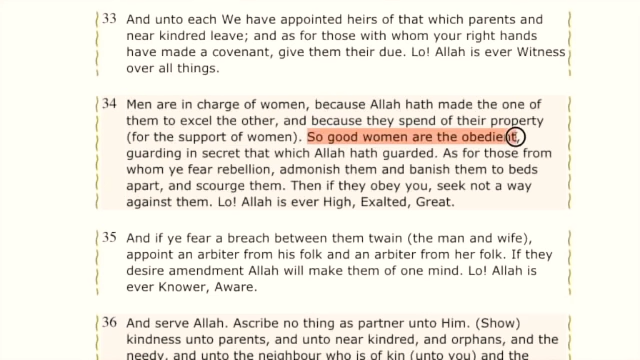 33 And unto each We have appointed heirs of that which parents and
near kindred leave; and as for those with whom your right hands
have made a covenant, give them their due. Lo! Allah is ever Witness
over all things.
34 Men are in charge of women, because Allah hath made the one of
them to excel the other, and because they spend of their property
(for the support of women). So good women are the obedient,
guarding in secret that which Allah hath guarded. As for those from
whom ye fear rebellion, admonish them and banish them to beds
apart, and scourge them. Then if they obey you, seek not a way
against them. Lo! Allah is ever High, Exalted, Great.
35 And if ye fear a breach between them twain (the man and wife),
appoint an arbiter from his folk and an arbiter from her folk. If they
desire amendment Allah will make them of one mind. Lo! Allah is
ever Knower, Aware.
36 And serve Allah. Ascribe no thing as partner unto Him. (Show)
kindness unto parents, and unto near kindred, and orphans, and the
needy, and unto the neighbour who is of kin (unto you) and the